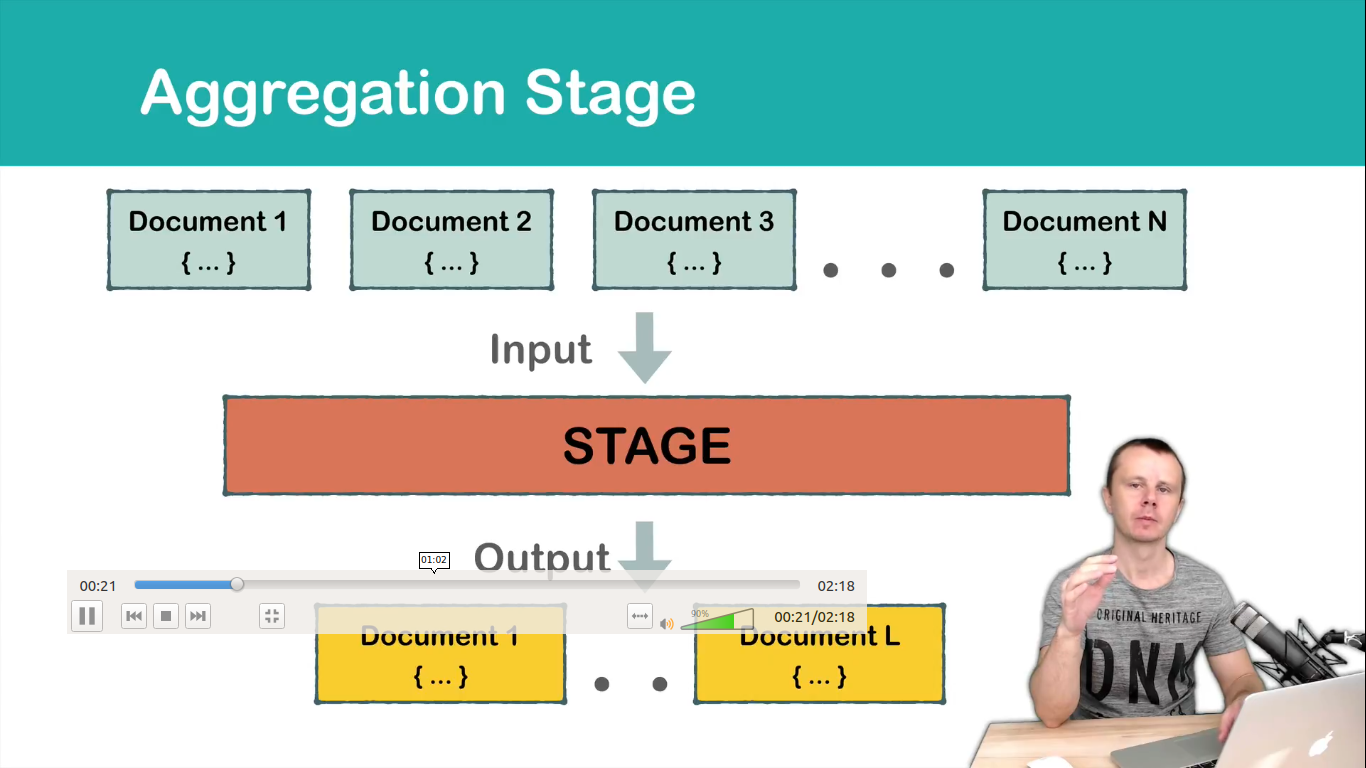 Aggregation Stage
Document 1
{ ... }
Document 2
{ ... }
Document 3
{ ... }
Document N
{ ... }
Input
STAGE
Output
01:02
00:21
02:18
90%
00:21/02:18
Document 1
{ ... }
Document L
{ ... }
ORIGINAL HERITAGE
DNA